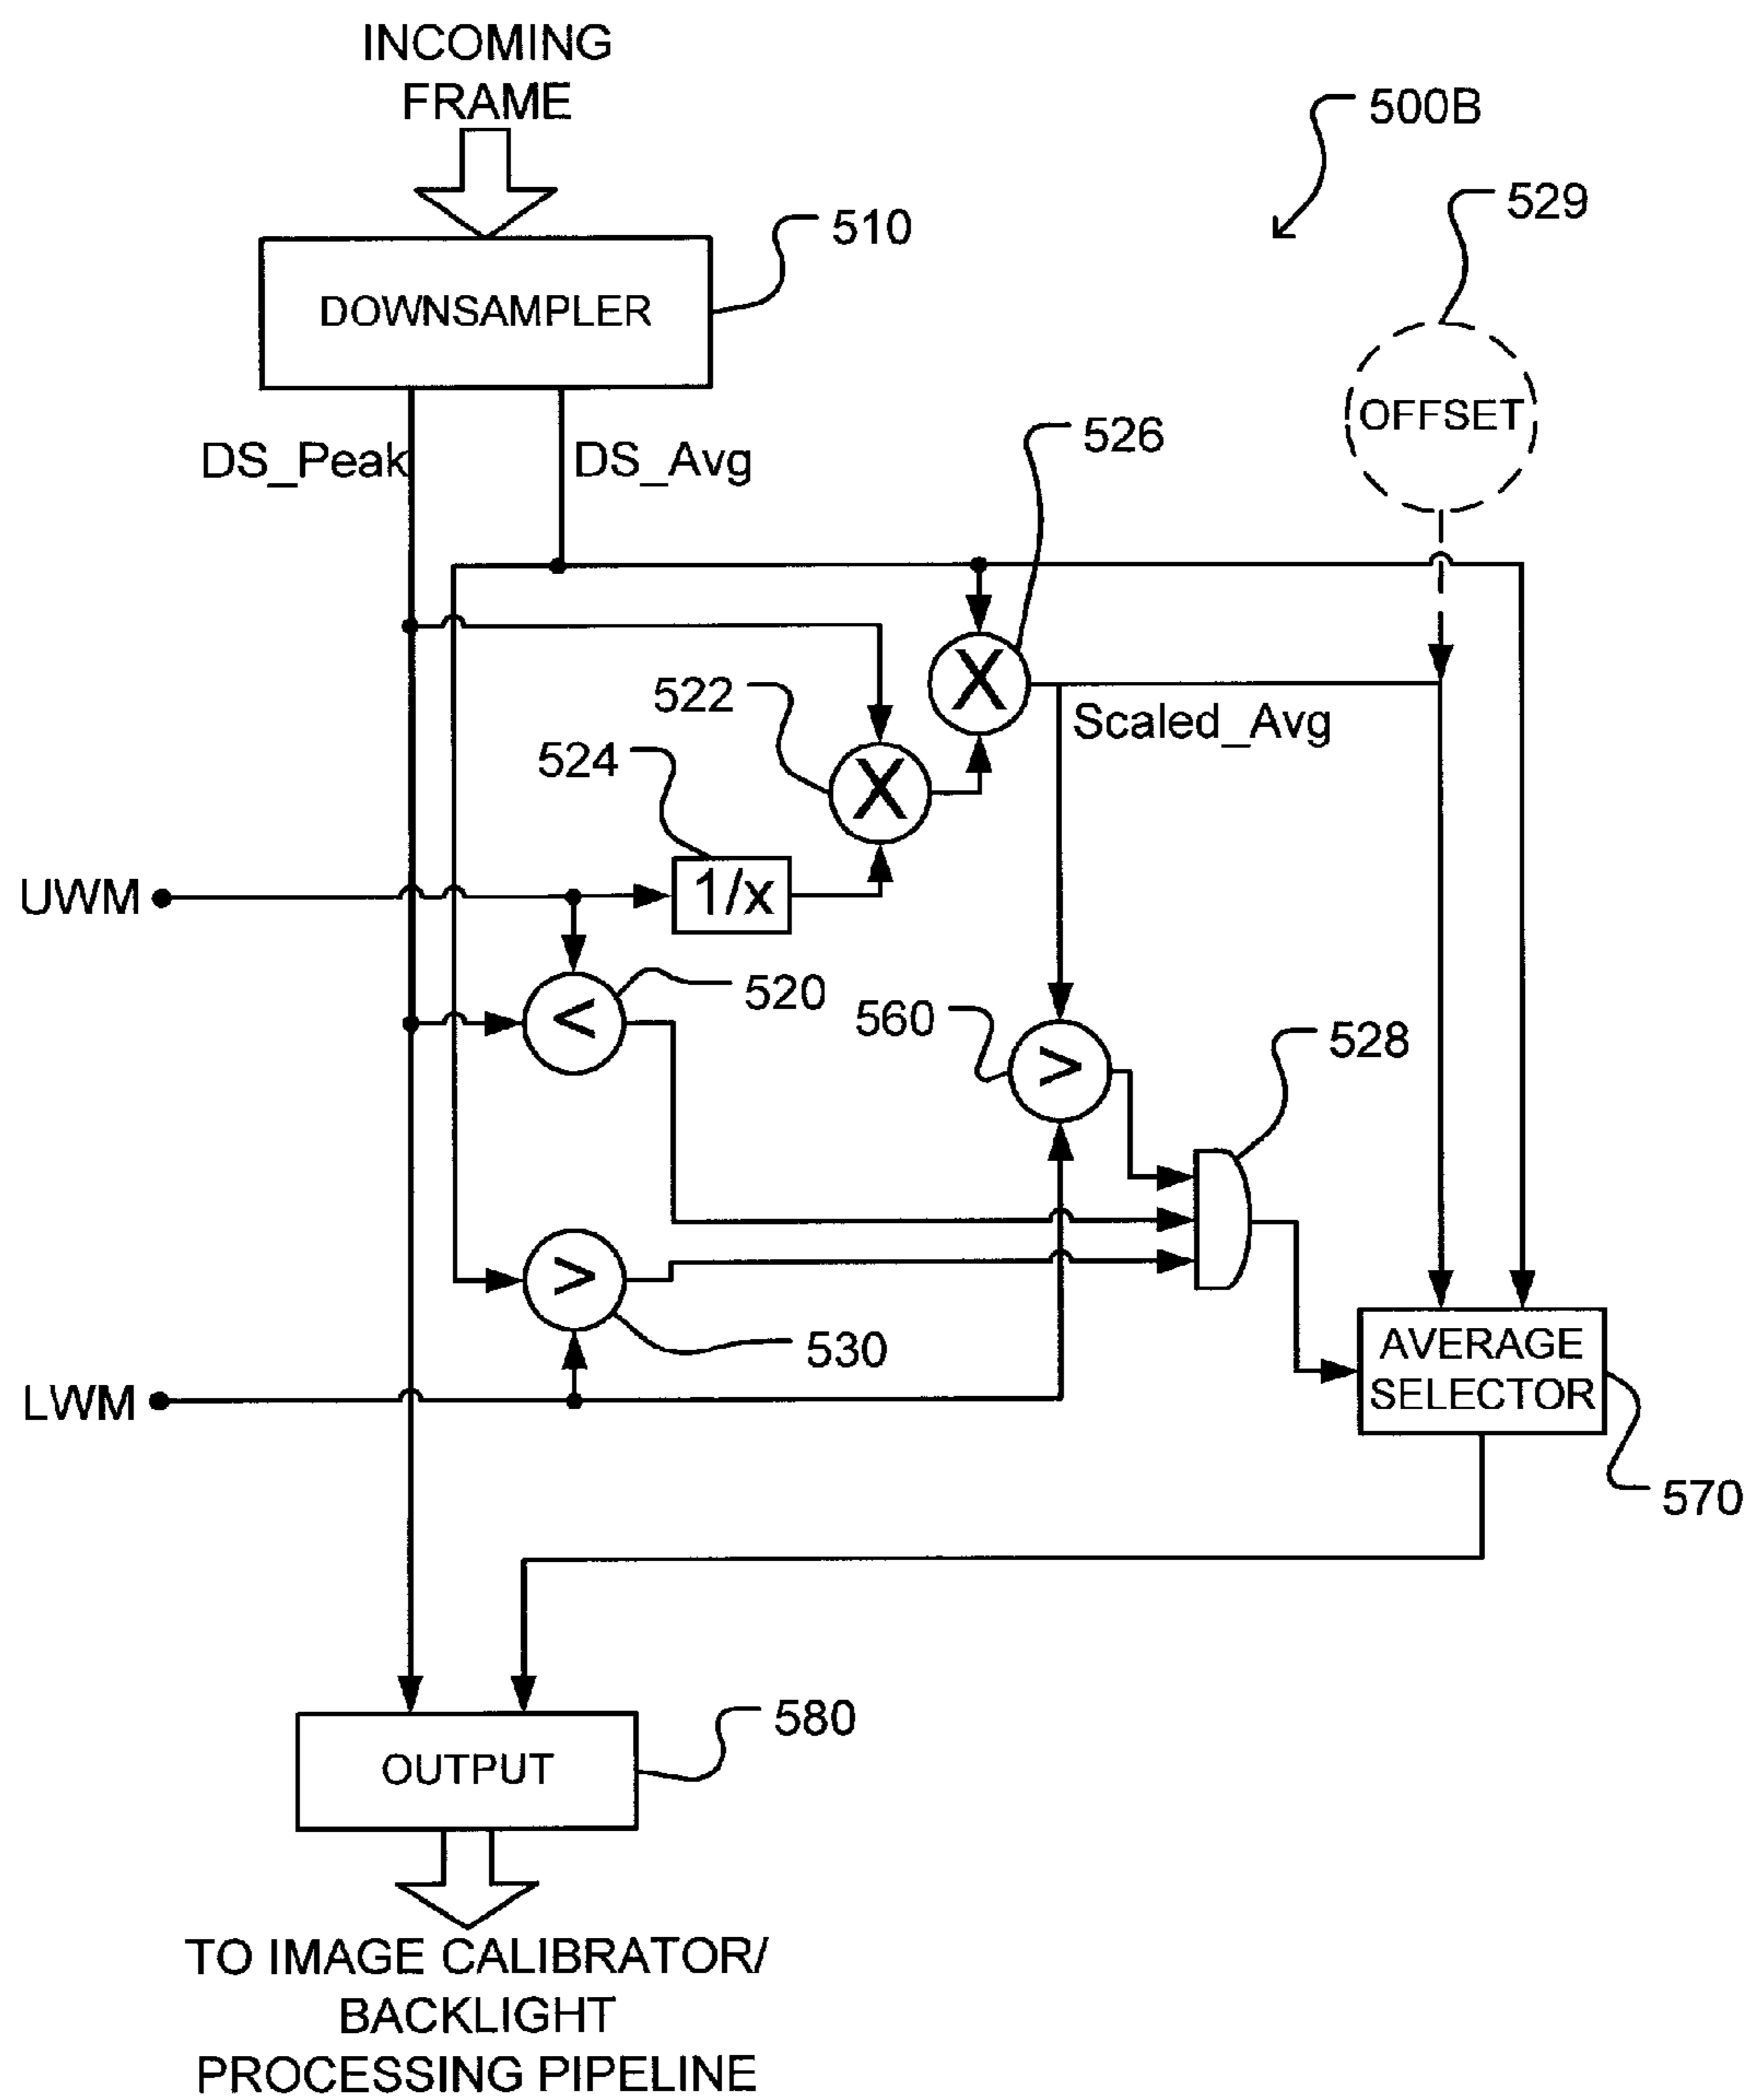 INCOMING
FRAME
500B
529
510
DOWNSAMPLER
OFFSET
526
DS_Peak
DS_Avg
X
522
Scaled_Avg
524
X
UWM
1/x
520
<
560
>
528
>
530
LWM
AVERAGE
SELECTOR
570
580
OUTPUT
TO IMAGE CALIBRATOR/
BACKLIGHT
PROCESSING PIPELINE